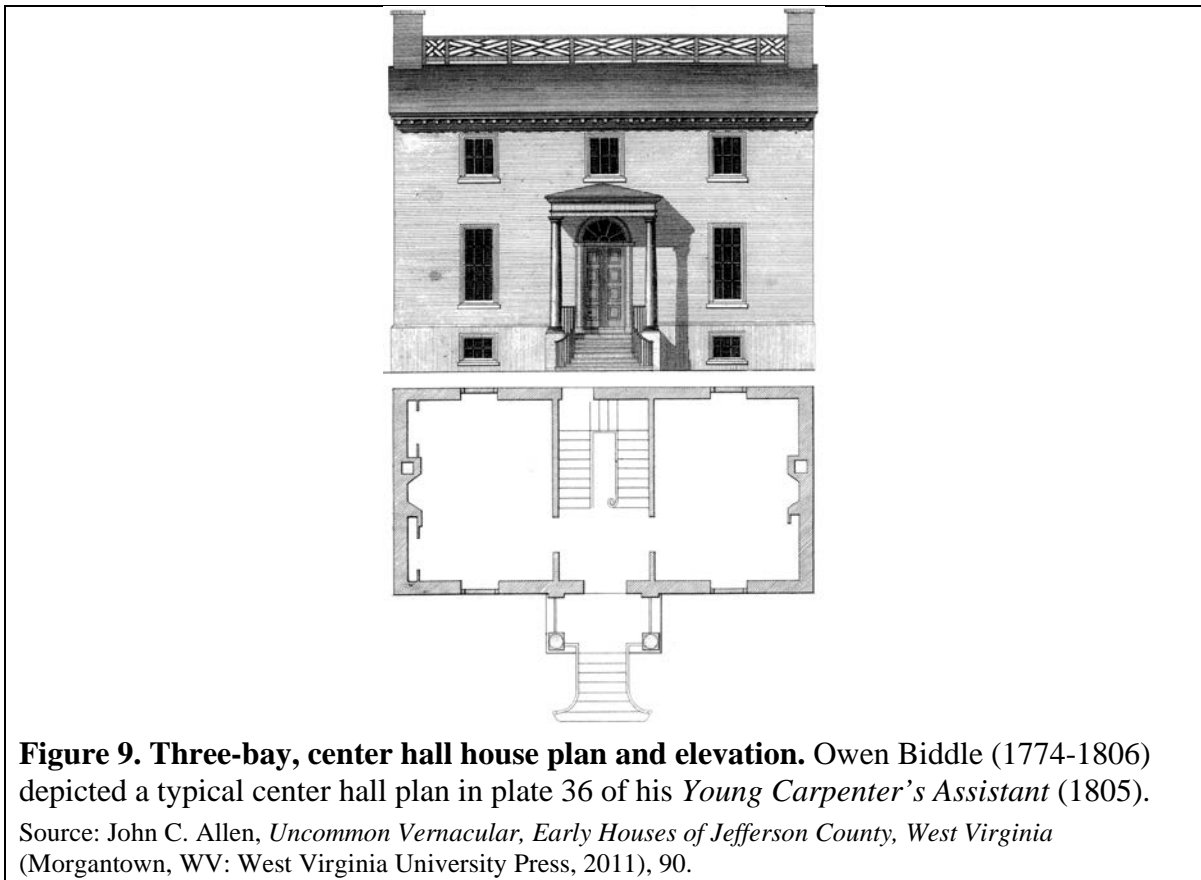 Figure 9. Three-bay, center hall house plan and elevation. Owen Biddle (1774-1806)
depicted a typical center hall plan in plate 36 of his Young Carpenter’s Assistant (1805).
Source: John C. Allen, Uncommon Vernacular, Early Houses of Jefferson County, West Virginia
(Morgantown, WV: West Virginia University Press, 2011), 90.